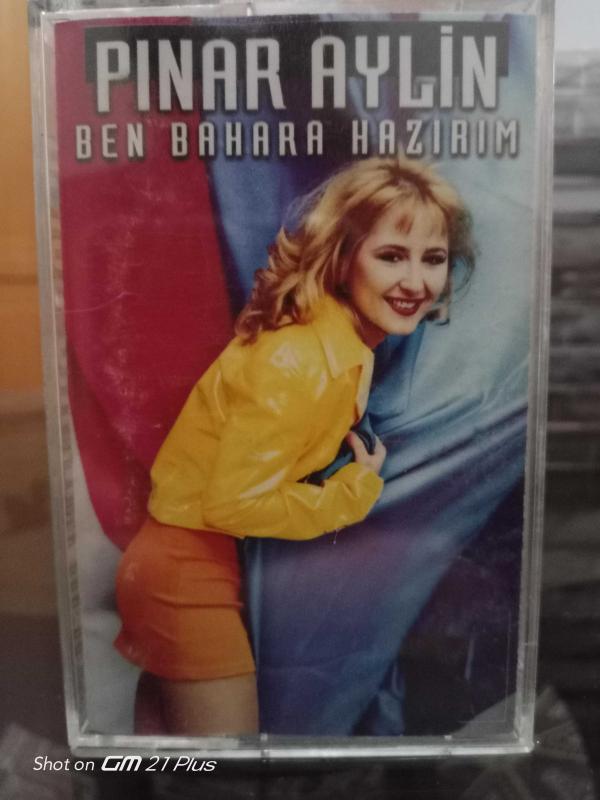 PINAR AYLİN
BEN BAHARA HAZIRIM
Shot on GM 21 Plus